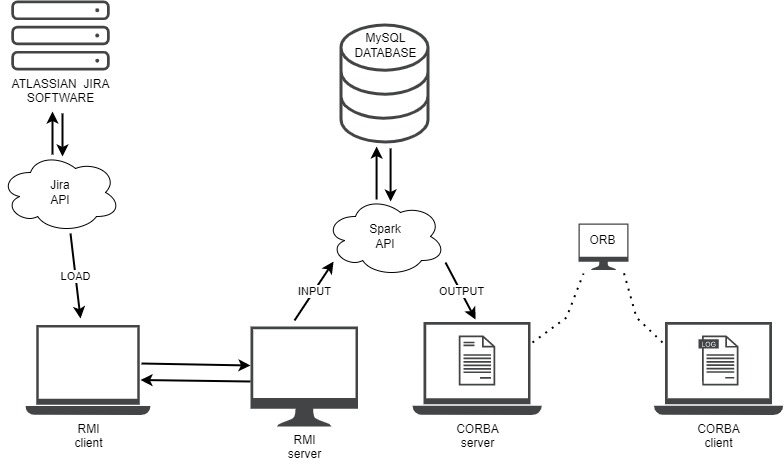 MySQL
DATABASE
ATLASSIAN JIRA
SOFTWARE
Jira
API
Spark
API
ORB
LOAD
INPUT
OUTPUT
LOG
RMI
client
RMI
server
CORBA
server
CORBA
client